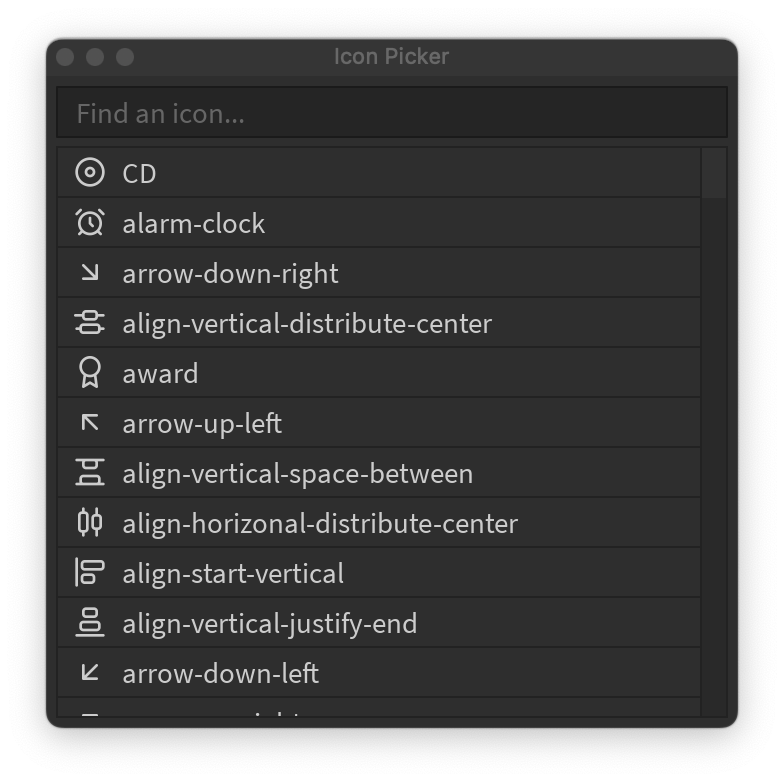 Icon Picker
Find an icon...
CD
alarm-clock
arrow-down-right
align-vertical-distribute-center
award
arrow-up-left
align-vertical-space-between
align-horizonal-distribute-center
align-start-vertical
align-vertical-justify-end
arrow-down-left